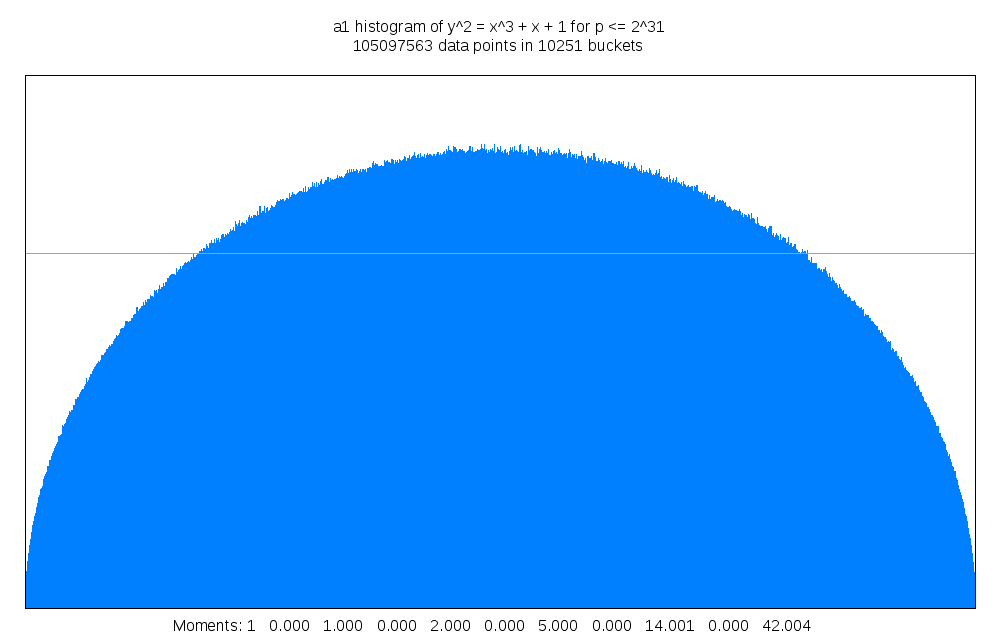 a1 histogram of y^2 = x^3 + x + 1 for p <= 2^31
105097563 data points in 10251 buckets
Moments: 1 0.000 1.000 0.000 2.000 0.000 5.000 0.000 14.001 0.000 42.004